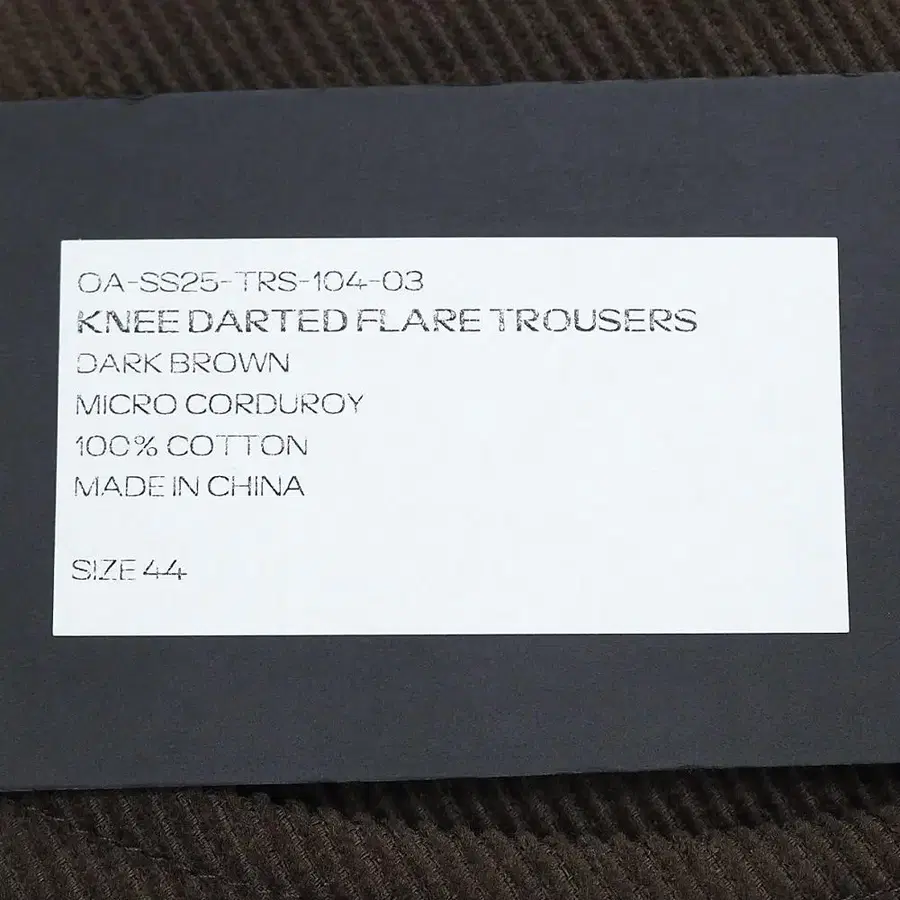 OA-SS25-TRS-104-03
KNEE DARTED FLARE TROUSERS
DARK BROWN
MICRO CORDUROY
100% COTTON
MADE IN CHINA
SIZE 44